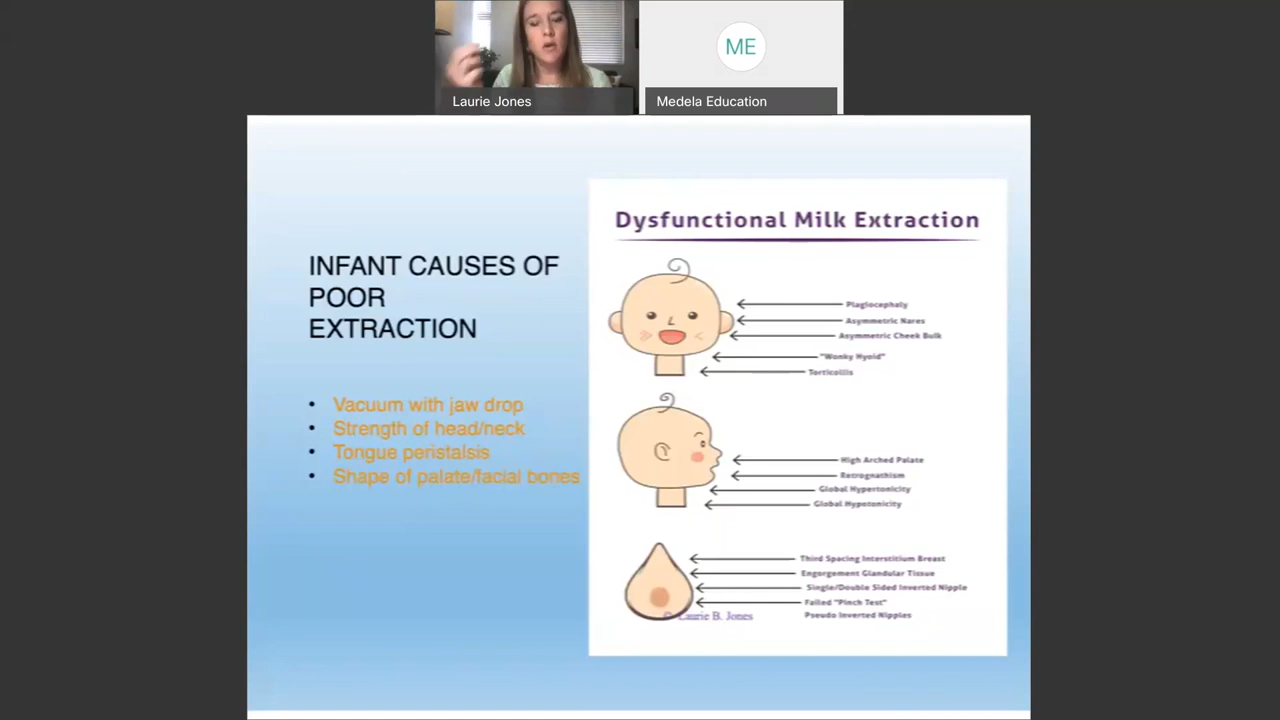 ME
Laurie Jones
Medela Education
INFANT CAUSES OF
POOR
EXTRACTION
• Vacuum with jaw drop
• Strength of head/neck
• Tongue peristalsis
• Shape of palate/facial bones
Dysfunctional Milk Extraction
Plagiocephaly
Asymmetric Nares
Asymmetric Cheek Bulk
"Wonky Hyoid"
Torticollis
High Arched Palate
Retrognathism
Global Hypertonicity
Global Hypotonicity
Third Spacing Interstitium Breast
Engorgement Glandular Tissue
Single/Double Sided Inverted Nipple
Failed "Pinch Test"
Pseudo Inverted Nipples
Laurie B. Jones